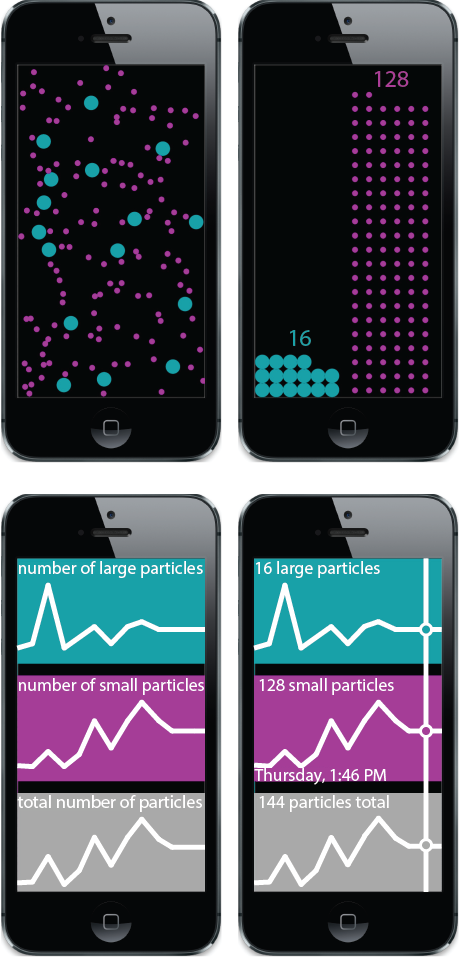 128
16
number of large particles
number of small particles
total number of particles
16 large particles
128 small particles
Thursday, 1:46 PM
144 particles total